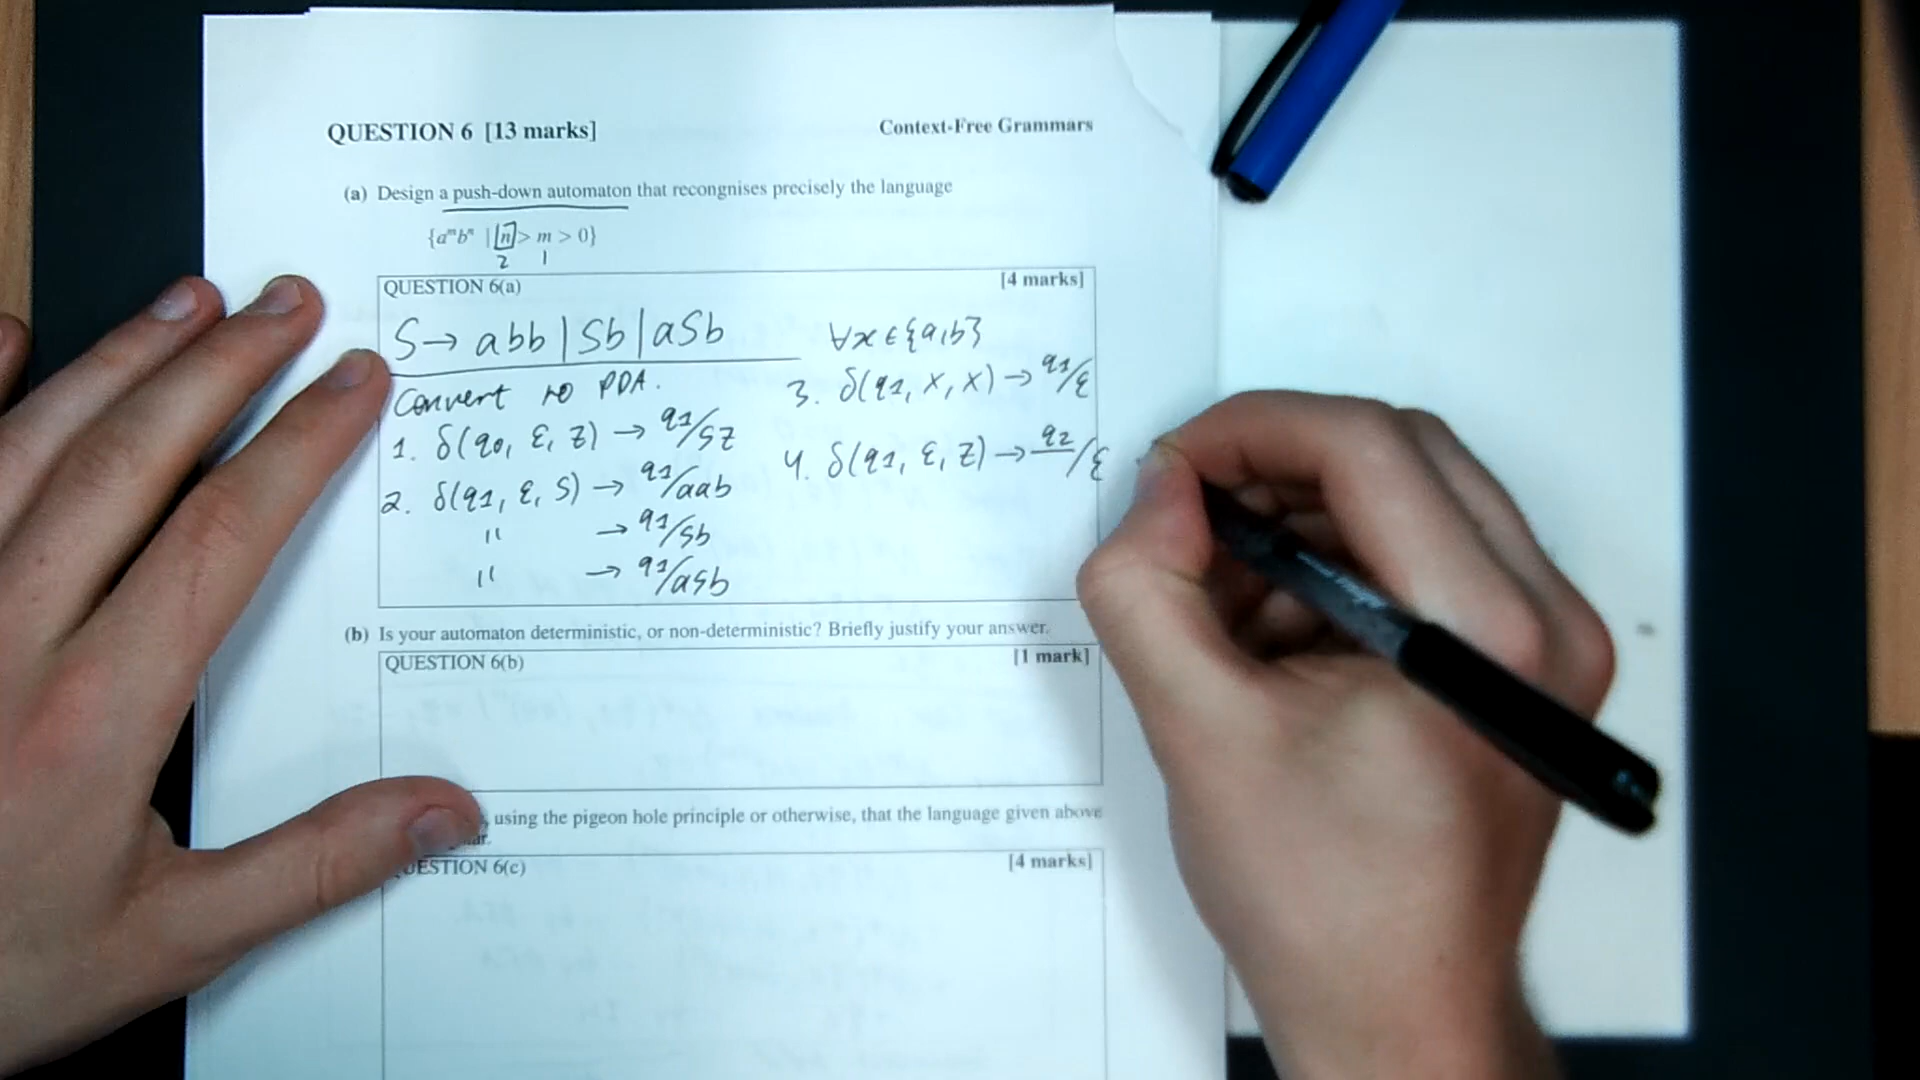 QUESTION 6 [13 marks]
Context-Free Grammars
(a) Design a push-down automaton that recongnises precisely the language
{aᵐbⁿ | n > m > 0}
2 1
QUESTION 6(a) [4 marks]
S → abb | Sb | aSb
Convert to PDA.
1. δ(q0, ε, Z) → q1/SZ
2. δ(q1, ε, S) → q1/aab
" → q1/Sb
" → q1/aSb
∀x ∈ {a,b}
3. δ(q1, x, x) → q1/ε
4. δ(q1, ε, Z) → q2/ε
(b) Is your automaton deterministic, or non-deterministic? Briefly justify your answer.
QUESTION 6(b) [1 mark]
, using the pigeon hole principle or otherwise, that the language given above
QUESTION 6(c) [4 marks]